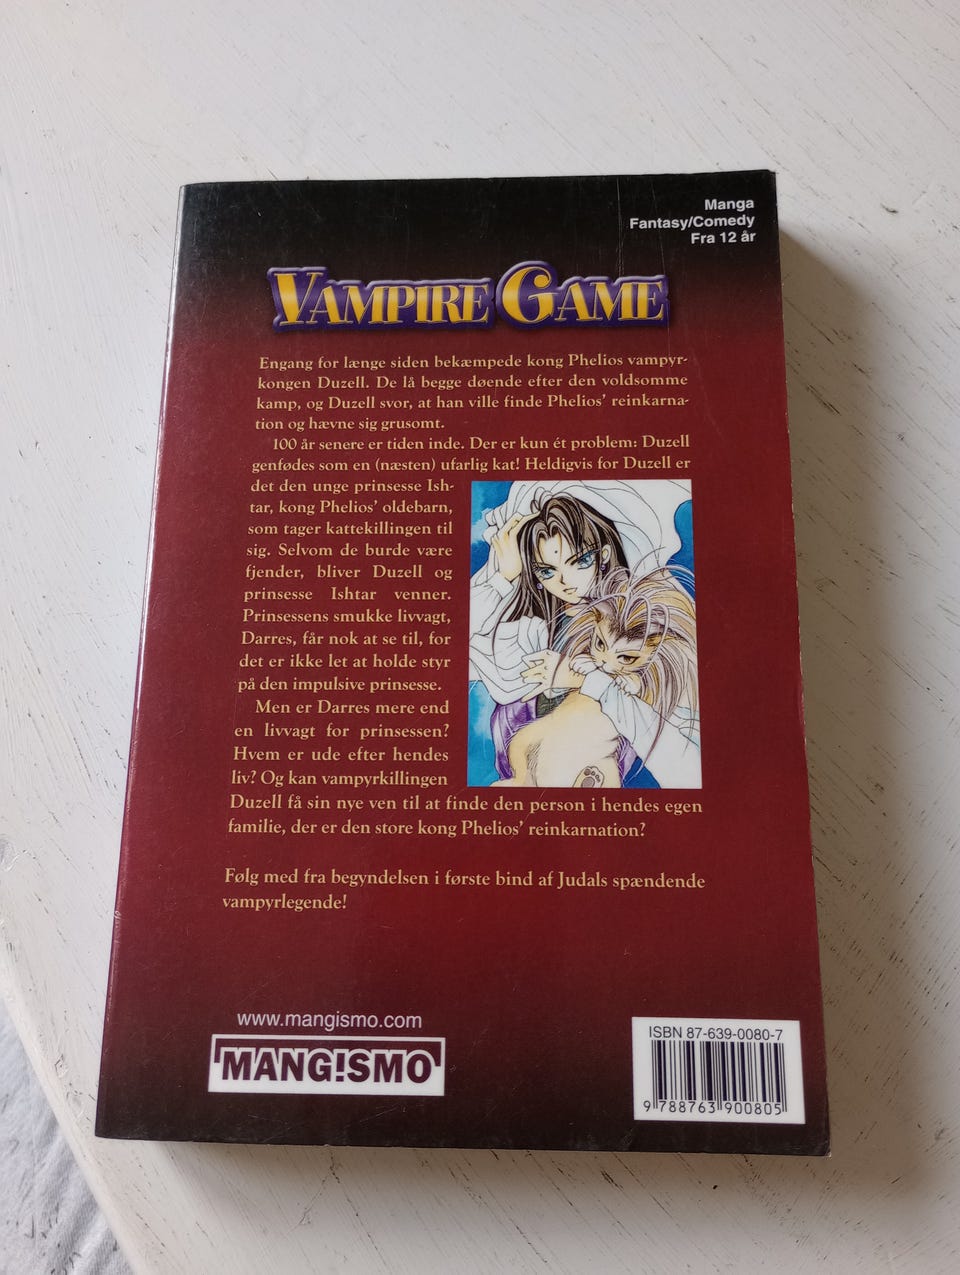 Manga
Fantasy/Comedy
Fra 12 år
VAMPIRE GAME
Engang for længe siden bekæmpede kong Phelios vampyr-
kongen Duzell. De lå begge døende efter den voldsomme
kamp, og Duzell svor, at han ville finde Phelios' reinkarna-
tion og hævne sig grusomt.
100 år senere er tiden inde. Der er kun ét problem: Duzell
genfødes som en (næsten) ufarlig kat! Heldigvis for Duzell er
det den unge prinsesse Ish-
tar, kong Phelios' oldebarn,
som tager kattekillingen til
sig. Selvom de burde være
fjender, bliver Duzell og
prinsesse Ishtar venner.
Prinsessens smukke livvagt,
Darres, får nok at se til, for
det er ikke let at holde styr
på den impulsive prinsesse.
Men er Darres mere end
en livvagt for prinsessen?
Hvem er ude efter hendes
liv? Og kan vampyrkillingen
Duzell få sin nye ven til at finde den person i hendes egen
familie, der er den store kong Phelios' reinkarnation?
Følg med fra begyndelsen i første bind af Judals spændende
vampyrlegende!
www.mangismo.com
MANG!SMO
ISBN 87-639-0080-7
9 788763 900805